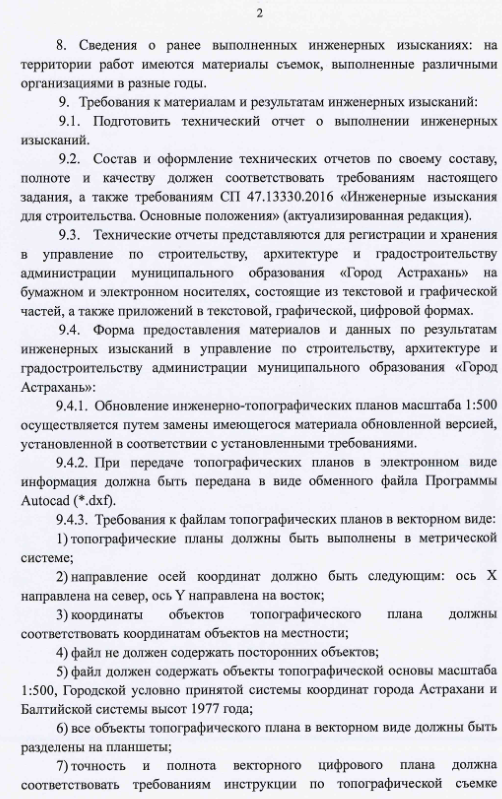 2
8. Сведения о ранее выполненных инженерных изысканиях: на
территории работ имеются материалы съемок, выполненные различными
организациями в разные годы.
9. Требования к материалам и результатам инженерных изысканий:
9.1. Подготовить технический отчет о выполнении инженерных
изысканий.
9.2. Состав и оформление технических отчетов по своему составу,
полноте и качеству должен соответствовать требованиям настоящего
задания, а также требованиям СП 47.13330.2016 «Инженерные изыскания
для строительства. Основные положения» (актуализированная редакция).
9.3. Технические отчеты представляются для регистрации и хранения
в управление по строительству, архитектуре и градостроительству
администрации муниципального образования «Город Астрахань» на
бумажном и электронном носителях, состоящие из текстовой и графической
частей, а также приложений в текстовой, графической, цифровой формах.
9.4. Форма предоставления материалов и данных по результатам
инженерных изысканий в управление по строительству, архитектуре и
градостроительству администрации муниципального образования «Город
Астрахань»:
9.4.1. Обновление инженерно-топографических планов масштаба 1:500
осуществляется путем замены имеющегося материала обновленной версией,
установленной в соответствии с установленными требованиями.
9.4.2. При передаче топографических планов в электронном виде
информация должна быть передана в виде обменного файла Программы
Autocad (*.dxf).
9.4.3. Требования к файлам топографических планов в векторном виде:
1) топографические планы должны быть выполнены в метрической
системе;
2) направление осей координат должно быть следующим: ось X
направлена на север, ось Y направлена на восток;
3) координаты объектов топографического плана должны
соответствовать координатам объектов на местности;
4) файл не должен содержать посторонних объектов;
5) файл должен содержать объекты топографической основы масштаба
1:500, Городской условно принятой системы координат города Астрахани и
Балтийской системы высот 1977 года;
6) все объекты топографического плана в векторном виде должны быть
разделены на планшеты;
7) точность и полнота векторного цифрового плана должна
соответствовать требованиям инструкции по топографической съемке